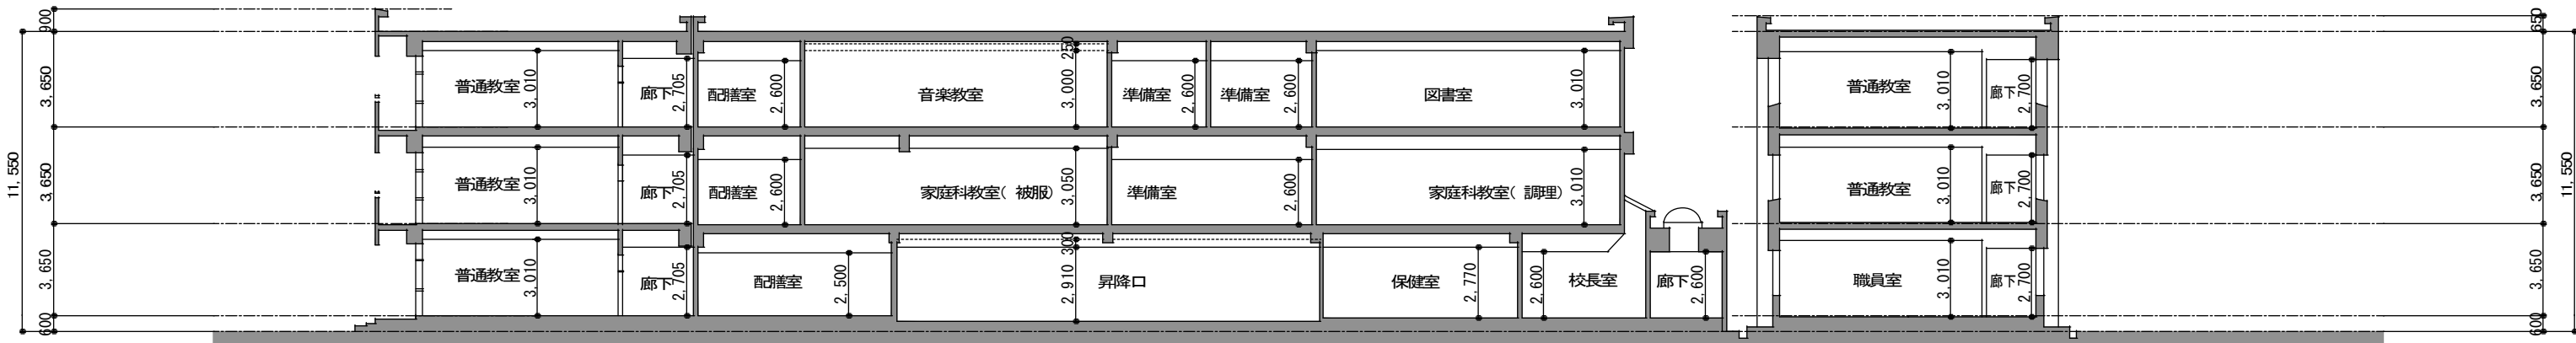 900
3,650
3,650
3,650
600
11,550
普通教室
3,010
廊下
2,705
配膳室
2,600
音楽教室
3,000
250
準備室
2,600
準備室
2,600
図書室
3,010
普通教室
3,010
廊下
2,705
配膳室
2,600
家庭科教室( 被服)
3,050
準備室
2,600
家庭科教室( 調理)
3,010
普通教室
3,010
廊下
2,705
配膳室
2,500
昇降口
2,910
300
保健室
2,770
校長室
2,600
廊下
2,600
普通教室
3,010
廊下
2,700
普通教室
3,010
廊下
2,700
職員室
3,010
廊下
2,700
650
3,650
3,650
3,650
600
11,550